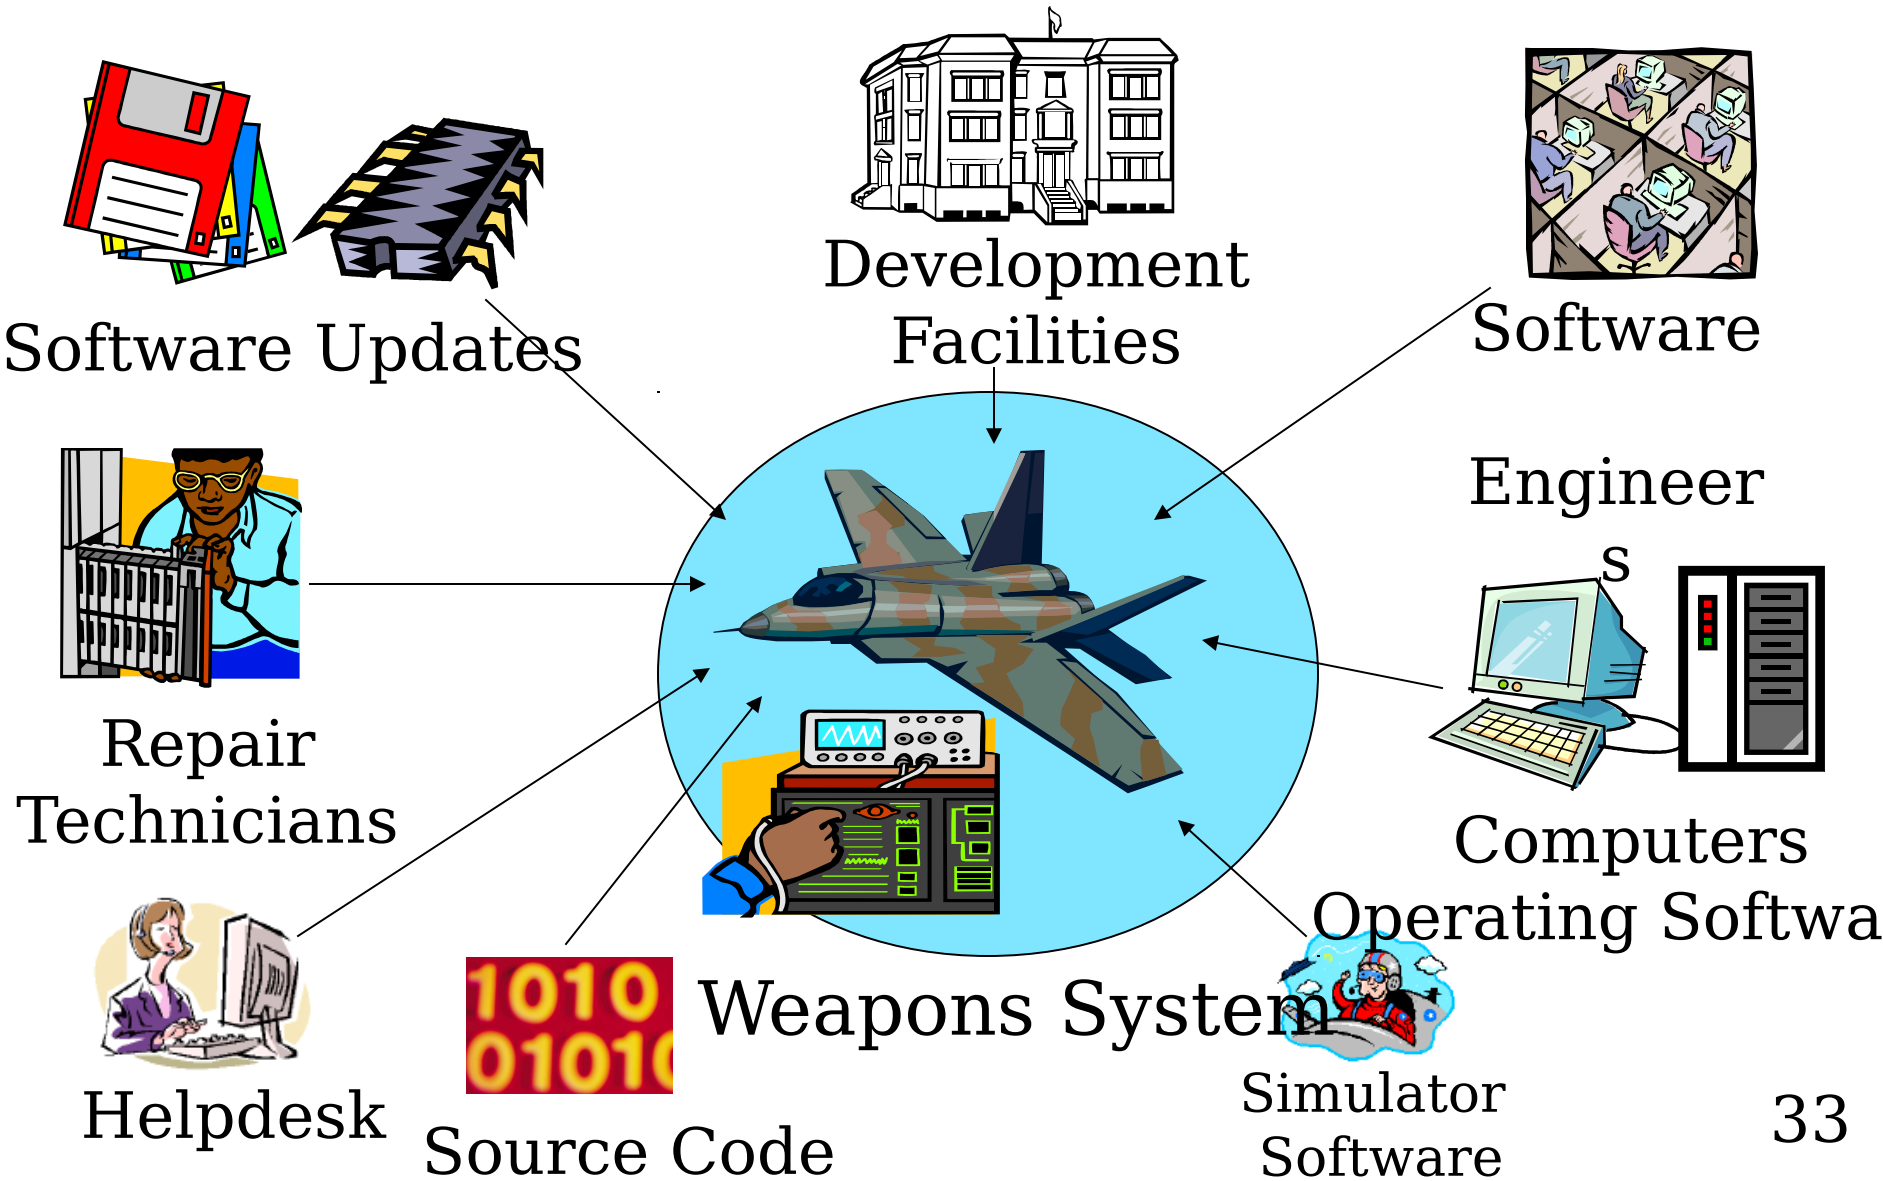 Development
Facilities
Software Updates
Software
Engineer
s
Repair
Technicians
Computers
Operating Softwa
Weapons System
1010
01010
Helpdesk
Source Code
Simulator
Software
33